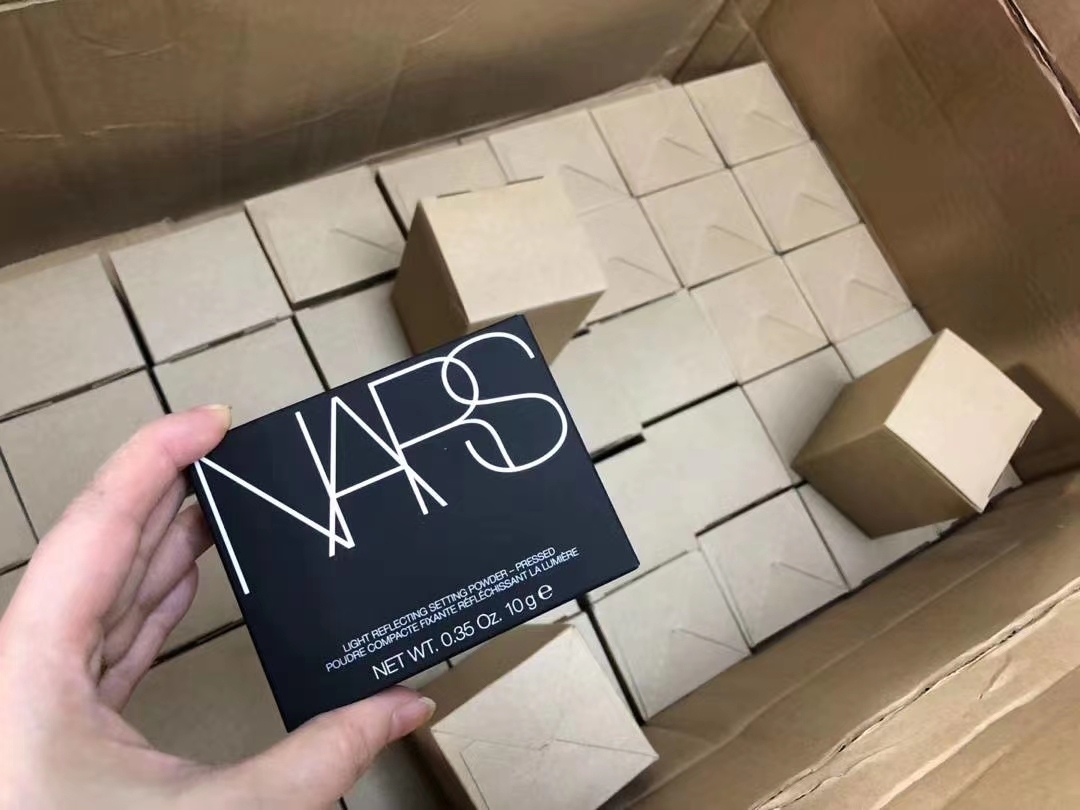 NARS
LIGHT REFLECTING SETTING POWDER – PRESSED
POUDRE COMPACTE FIXANTE RÉFLÉCHISSANT LA LUMIÈRE
NET WT. 0.35 Oz. 10 g ℮